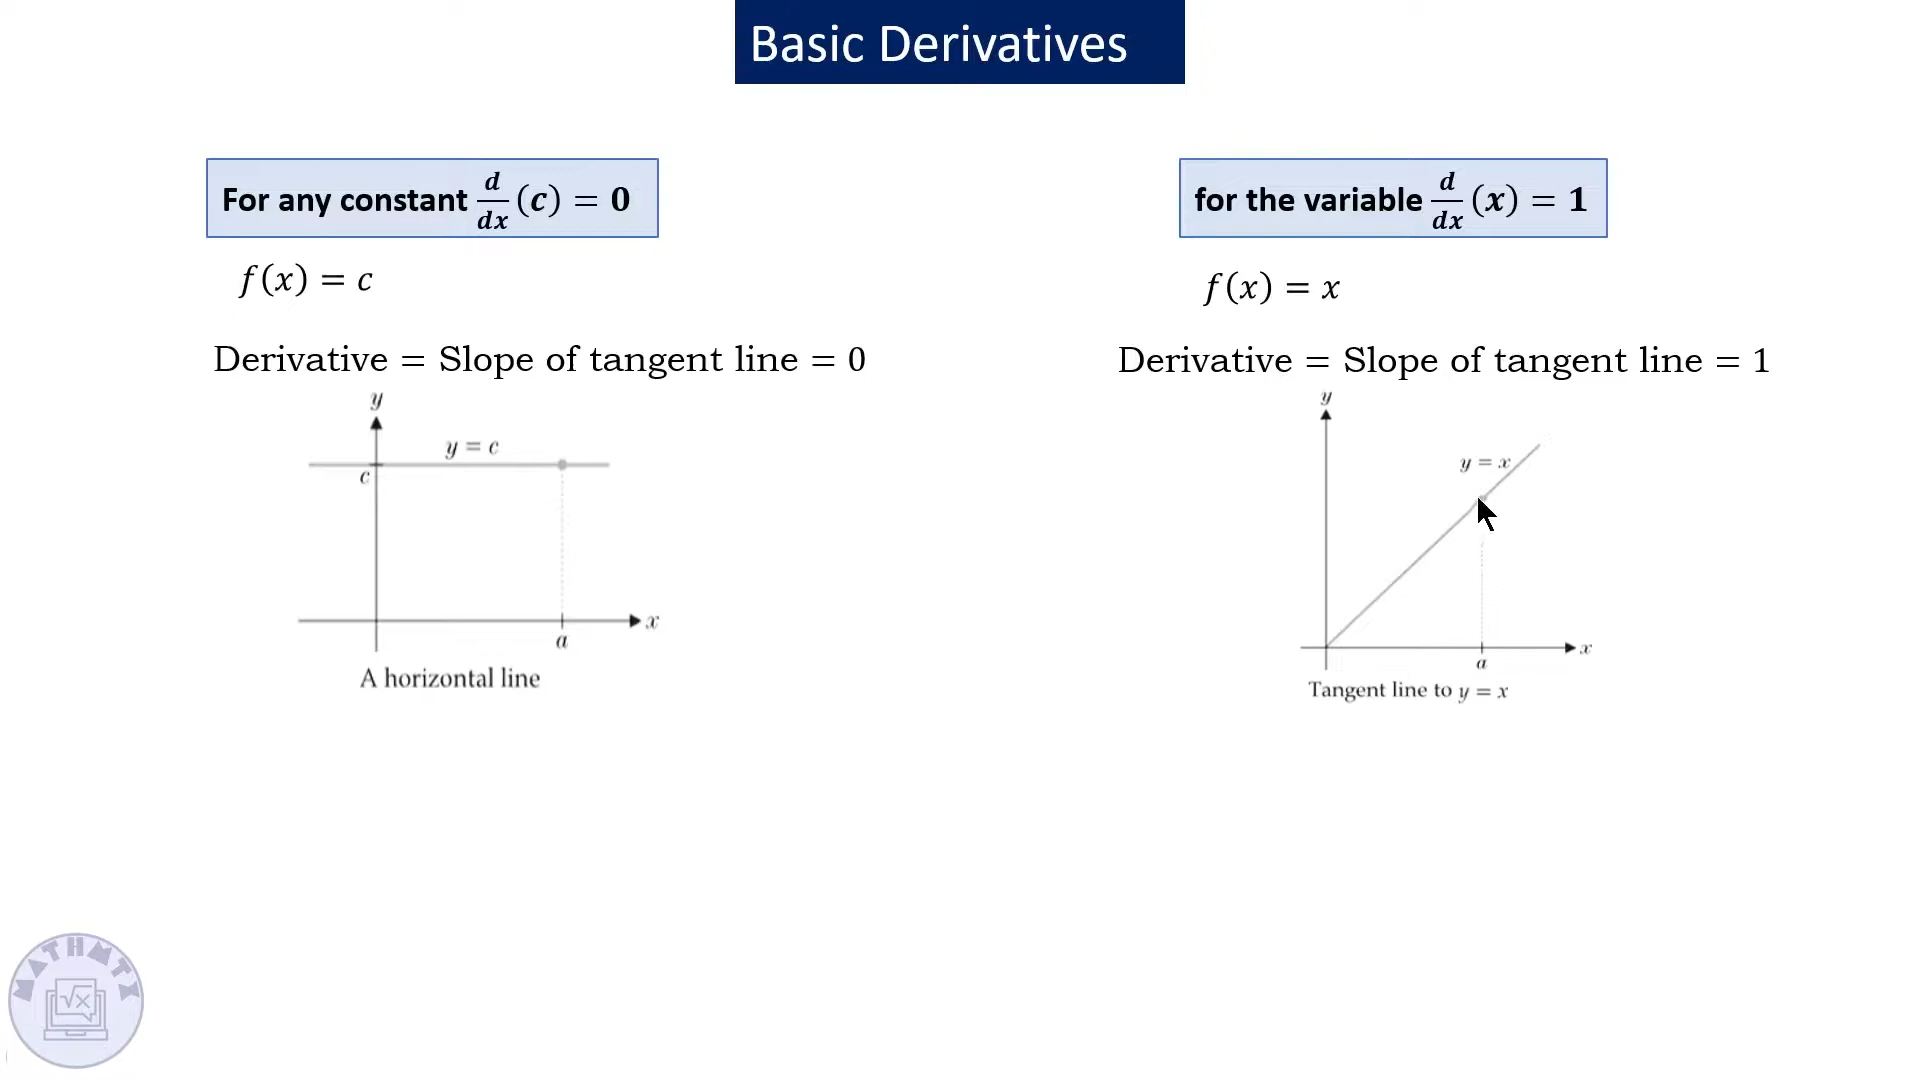 Basic Derivatives
For any constant d/dx (c) = 0
f(x) = c
Derivative = Slope of tangent line = 0
y
y = c
c
x
a
A horizontal line
for the variable d/dx (x) = 1
f(x) = x
Derivative = Slope of tangent line = 1
y
y = x
x
a
Tangent line to y = x
MATHMTX
√x